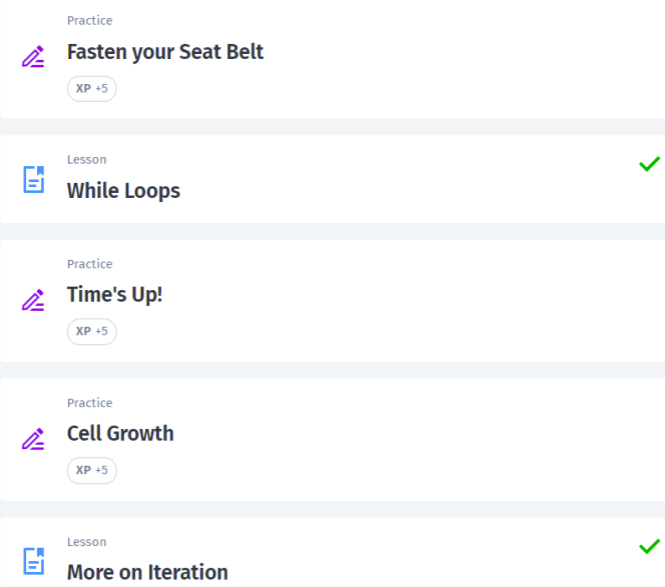 Practice
Fasten your Seat Belt
XP +5
Lesson
While Loops
Practice
Time's Up!
XP +5
Practice
Cell Growth
XP +5
Lesson
More on Iteration